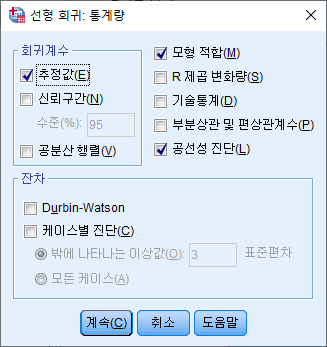 선형 회귀: 통계량
회귀계수
추정값(E)
신뢰구간(N)
수준(%): 95
공분산 행렬(V)
모형 적합(M)
R 제곱 변화량(S)
기술통계(D)
부분상관 및 편상관계수(P)
공선성 진단(L)
잔차
Durbin-Watson
케이스별 진단(C)
밖에 나타나는 이상값(O): 3 표준편차
모든 케이스(A)
계속(C) 취소 도움말